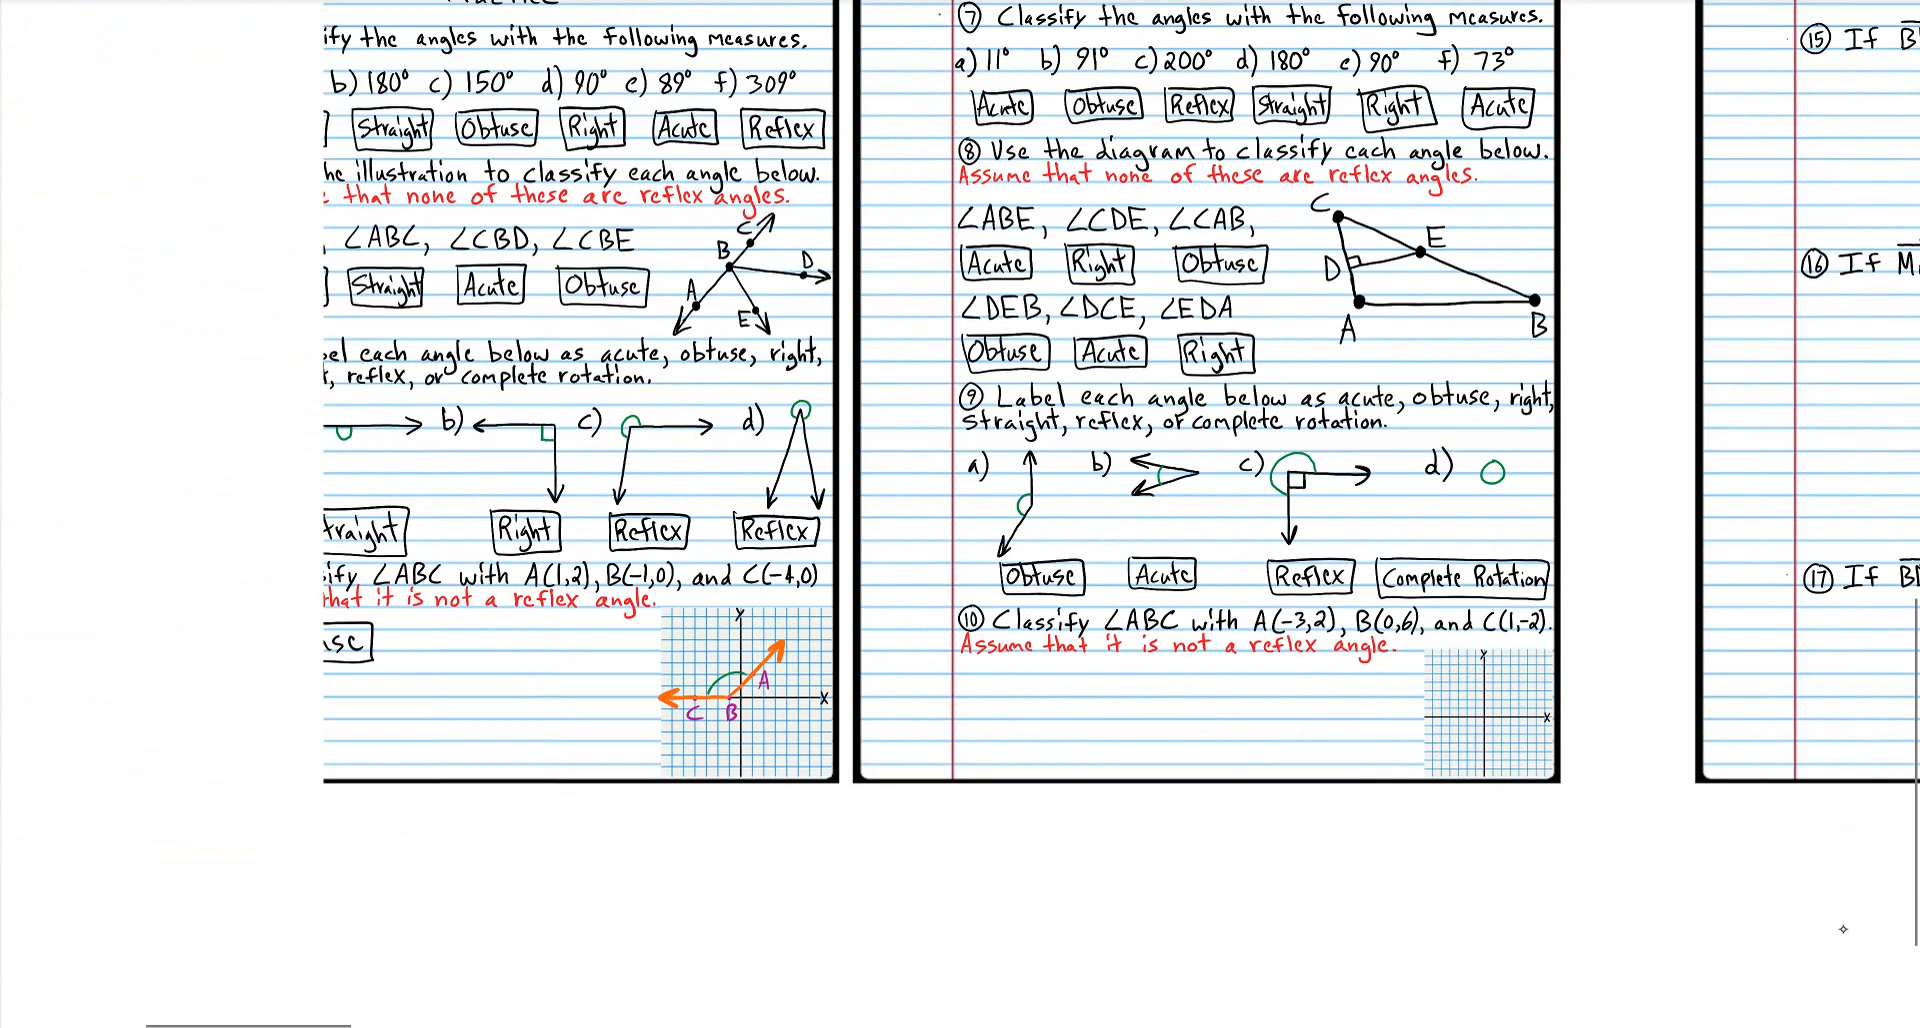 ify the angles with the following measures.
b) 180° c) 150° d) 90° e) 89° f) 309°
Straight Obtuse Right Acute Reflex
he illustration to classify each angle below.
that none of these are reflex angles.
, ∠ABC, ∠CBD, ∠CBE
Straight Acute Obtuse
C
B
D
A
E
el each angle below as acute, obtuse, right,
t, reflex, or complete rotation.
b) c) d)
traight Right Reflex Reflex
ify ∠ABC with A(1,2), B(-1,0), and C(-4,0)
that it is not a reflex angle.
use
y
A
x
C B
⑦ Classify the angles with the following measures.
a) 11° b) 91° c) 200° d) 180° e) 90° f) 73°
Acute Obtuse Reflex Straight Right Acute
⑧ Use the diagram to classify each angle below.
Assume that none of these are reflex angles.
∠ABE, ∠CDE, ∠CAB,
Acute Right Obtuse
∠DEB, ∠DCE, ∠EDA
Obtuse Acute Right
C
E
D
A B
⑨ Label each angle below as acute, obtuse, right,
straight, reflex, or complete rotation.
a) b) c) d)
Obtuse Acute Reflex Complete Rotation
⑩ Classify ∠ABC with A(-3,2), B(0,6), and C(1,-2).
Assume that it is not a reflex angle.
y
x
⑮ If B
⑯ If M
⑰ If B